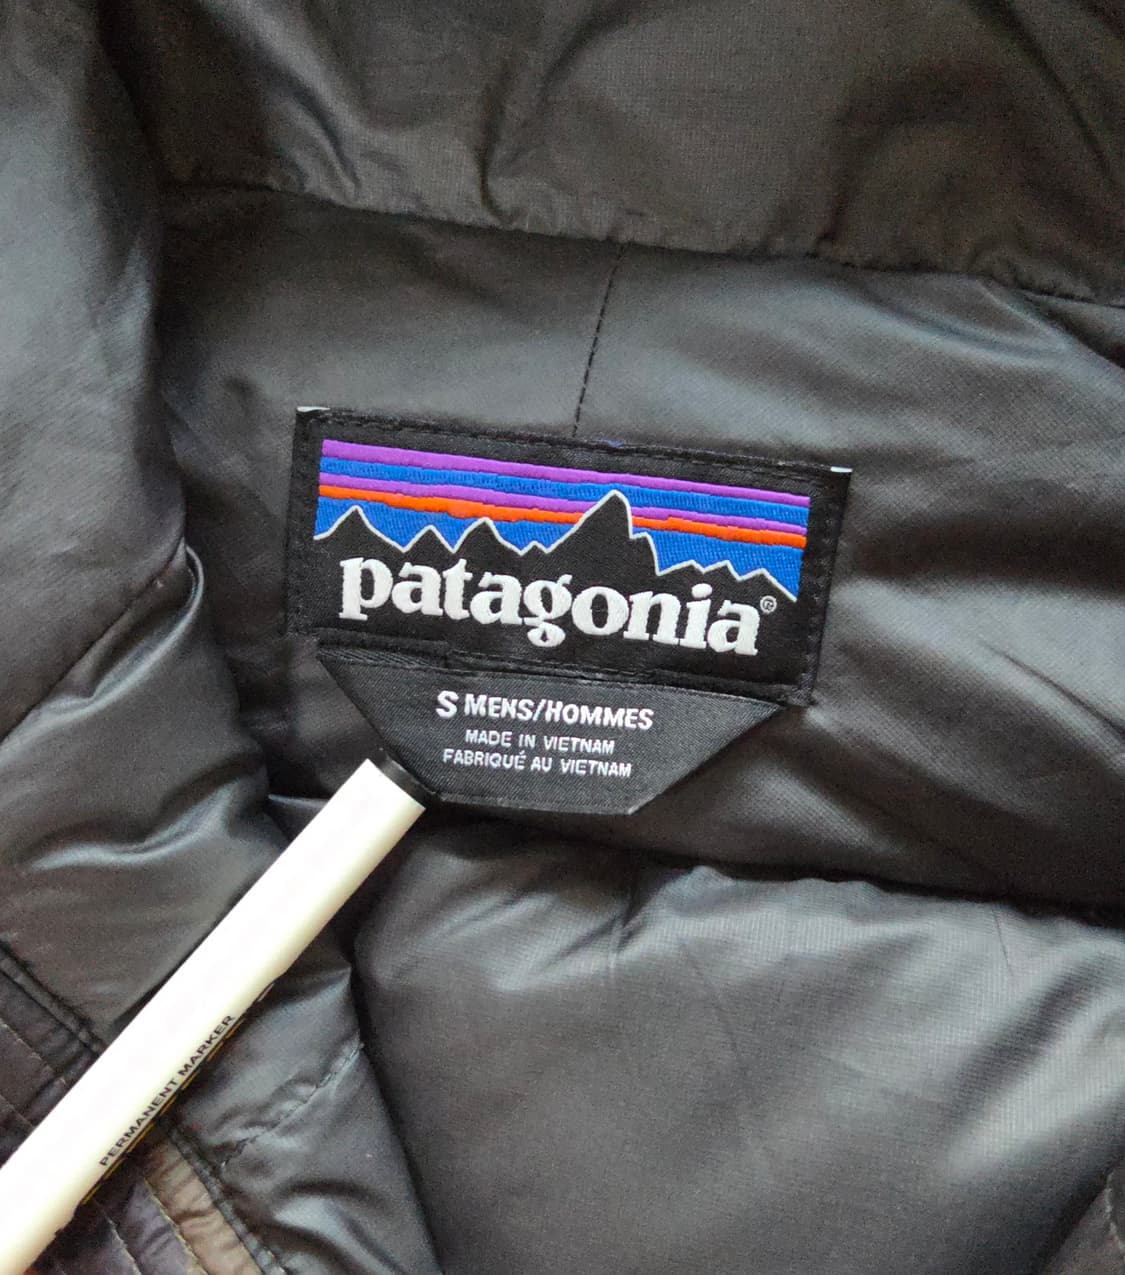 patagonia®
S MENS/HOMMES
MADE IN VIETNAM
FABRIQUÉ AU VIETNAM
PERMANENT MARKER